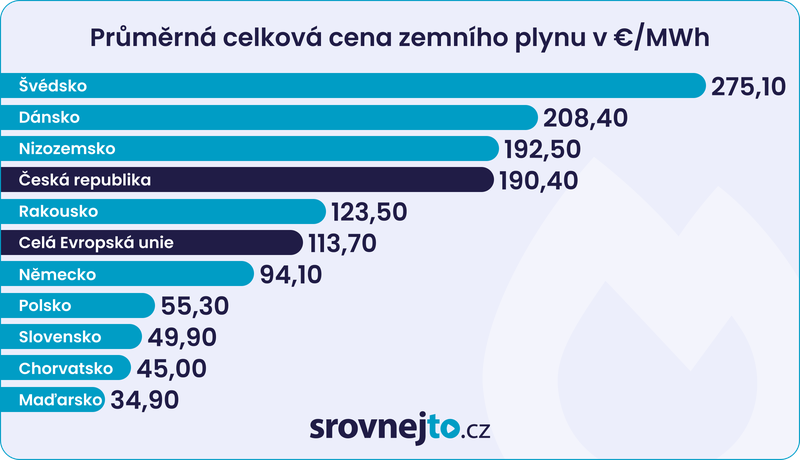 Průměrná celková cena zemního plynu v €/MWh
Švédsko 275,10
Dánsko 208,40
Nizozemsko 192,50
Česká republika 190,40
Rakousko 123,50
Celá Evropská unie 113,70
Německo 94,10
Polsko 55,30
Slovensko 49,90
Chorvatsko 45,00
Maďarsko 34,90
srovnejto.cz